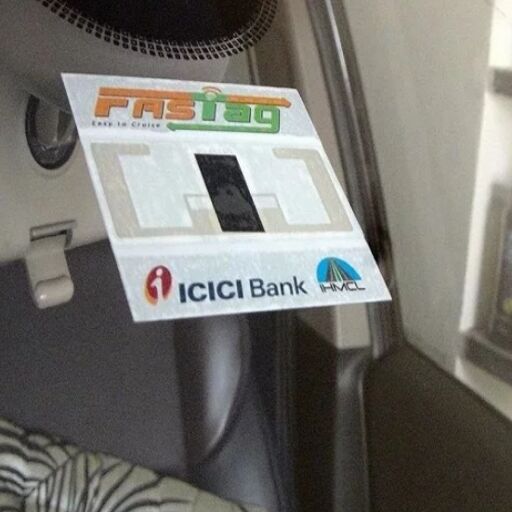 FASTag
Easy to Cruise
ICICI Bank
IHMCL